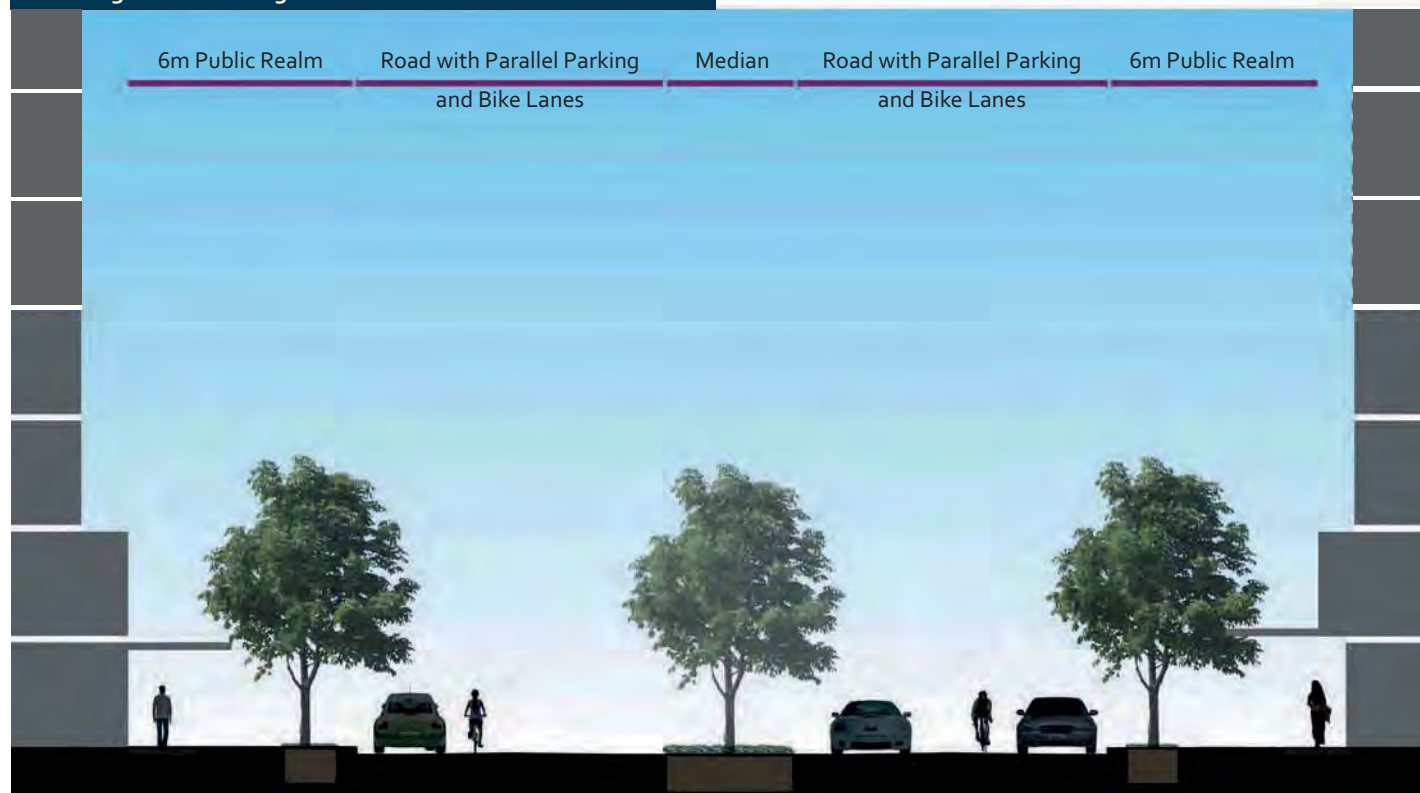 6m Public Realm
Road with Parallel Parking
and Bike Lanes
Median
Road with Parallel Parking
and Bike Lanes
6m Public Realm